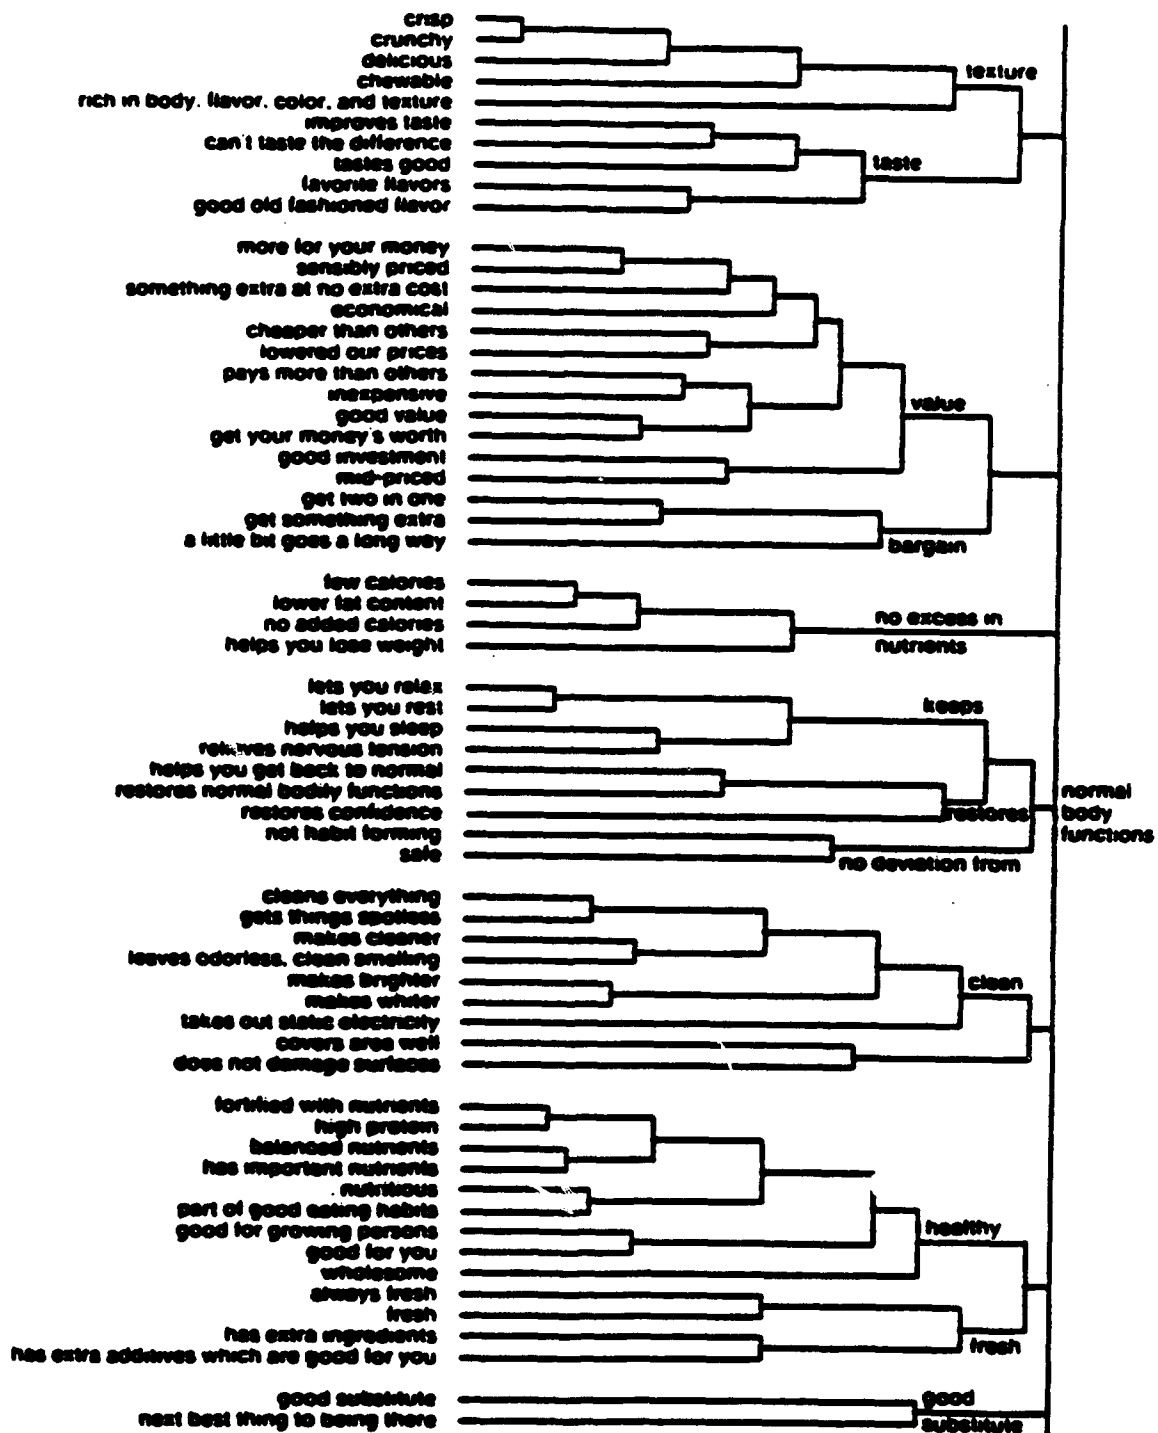 crisp
crunchy
delicious
chewable
texture
rich in body, flavor, color, and texture
improves taste
can't taste the difference
tastes good
taste
favorite flavors
good old fashioned flavor
more for your money
sensibly priced
something extra at no extra cost
economical
cheaper than others
lowered our prices
pays more than others
inexpensive
value
good value
get your money's worth
good investment
mid-priced
get two in one
get something extra
a little bit goes a long way
bargain
few calories
lower fat content
no added calories
no excess in
helps you lose weight
nutrients
lets you relax
lets you rest
keeps
helps you sleep
relieves nervous tension
helps you get back to normal
restores normal bodily functions
normal
restores confidence
restores
body
not habit forming
functions
safe
no deviation from
cleans everything
gets things spotless
makes cleaner
leaves odorless, clean smelling
makes brighter
clean
makes whiter
takes out static electricity
covers area well
does not damage surfaces
fortified with nutrients
high protein
balanced nutrients
has important nutrients
nutritious
part of good eating habits
good for growing persons
healthy
good for you
wholesome
always fresh
fresh
has extra ingredients
fresh
has extra additives which are good for you
good substitute
good
next best thing to being there
substitute